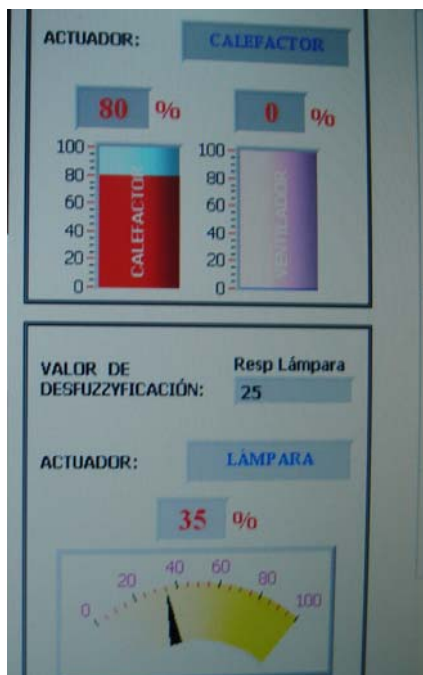 ACTUADOR: CALEFACTOR
80 % 0 %
100 100
80 80
60 60
40 40
20 20
0 0
CALEFACTOR VENTILADOR
VALOR DE Resp Lámpara
DESFUZZYFICACIÓN: 25
ACTUADOR: LÁMPARA
35 %
0 20 40 60 80 100